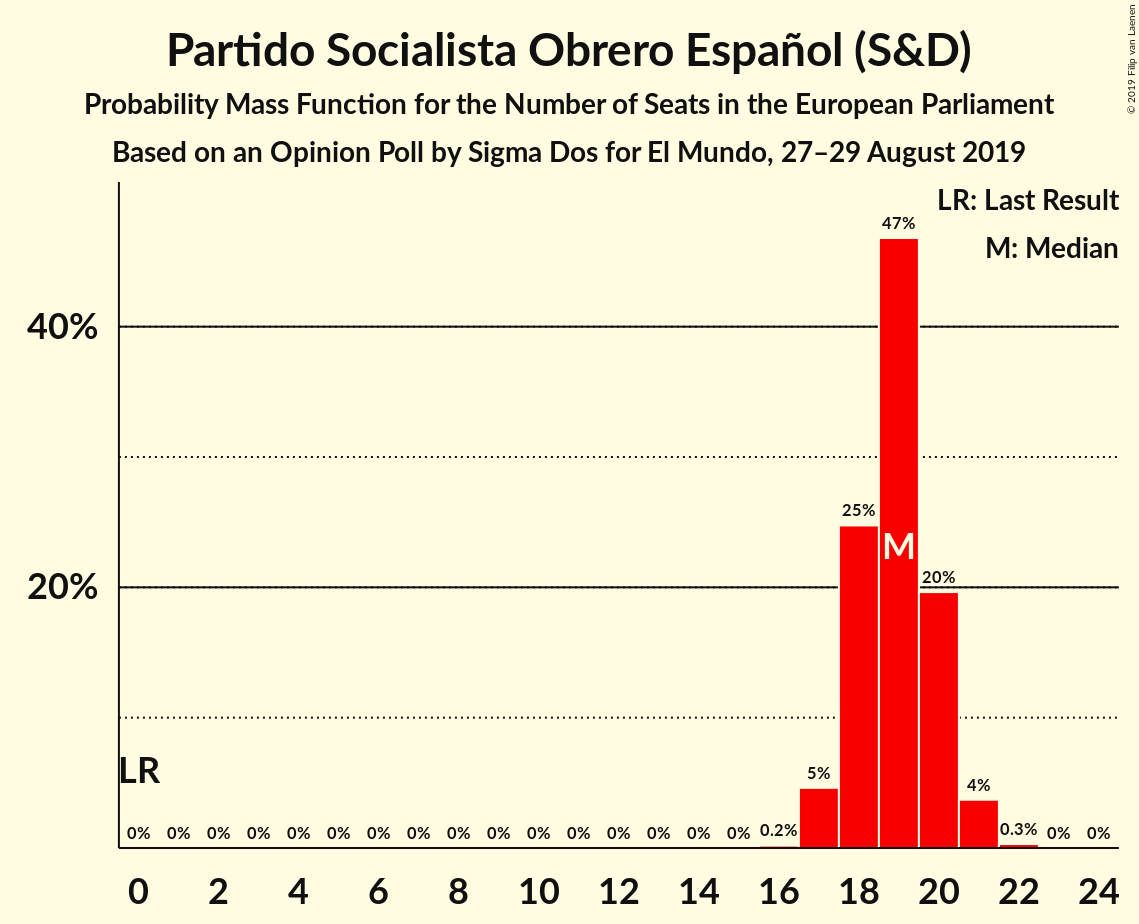 Partido Socialista Obrero Español (S&D)
Probability Mass Function for the Number of Seats in the European Parliament
Based on an Opinion Poll by Sigma Dos for El Mundo, 27–29 August 2019
© 2019 Filip van Laenen
LR: Last Result
M: Median
40%
20%
47%
25%
M
20%
LR
5%
4%
0% 0% 0% 0% 0% 0% 0% 0% 0% 0% 0% 0% 0% 0% 0% 0% 0.2% 0.3% 0% 0%
0 2 4 6 8 10 12 14 16 18 20 22 24